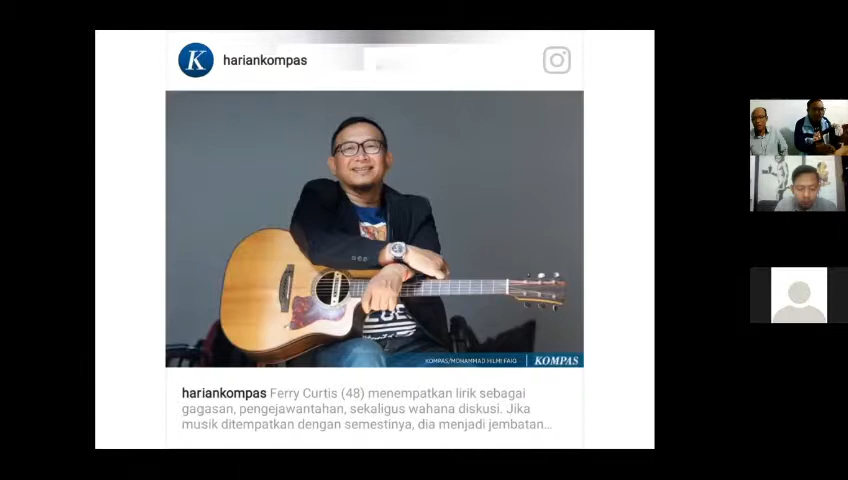 K
hariankompas
KOMPAS/MOHAMMAD HILMI FAIQ
KOMPAS
hariankompas Ferry Curtis (48) menempatkan lirik sebagai
gagasan, pengejawantahan, sekaligus wahana diskusi. Jika
musik ditempatkan dengan semestinya, dia menjadi jembatan...